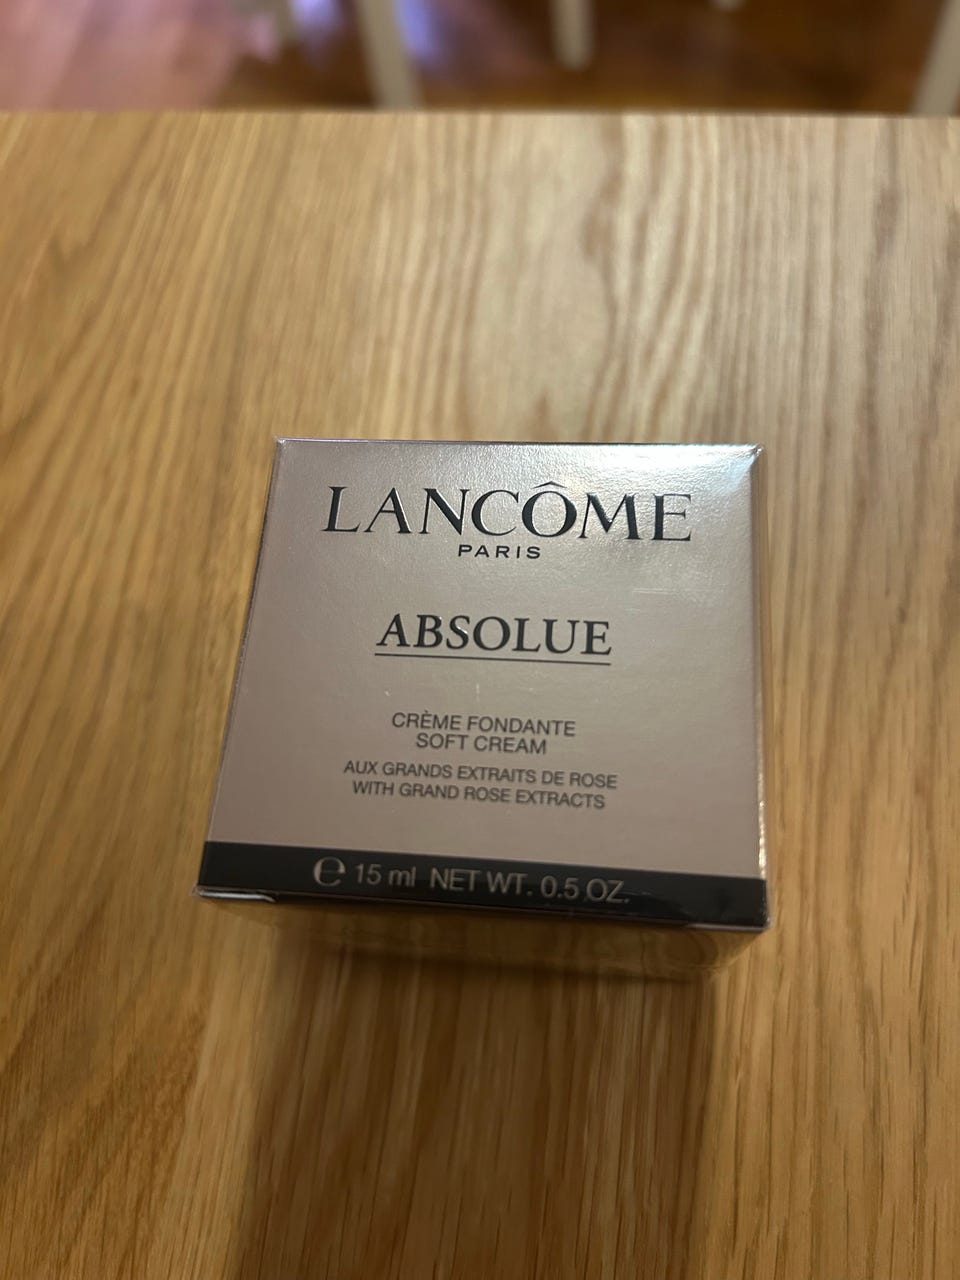 LANCÔME
PARIS
ABSOLUE
CRÈME FONDANTE
SOFT CREAM
AUX GRANDS EXTRAITS DE ROSE
WITH GRAND ROSE EXTRACTS
℮ 15 ml NET WT. 0.5 OZ.